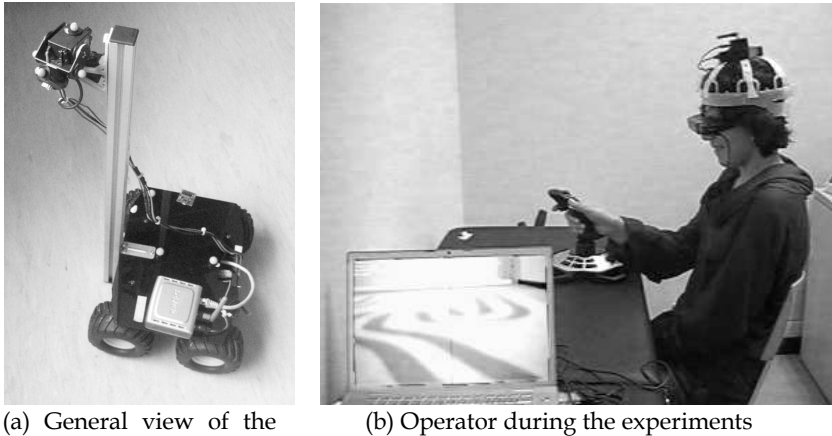 (a) General view of the
(b) Operator during the experiments